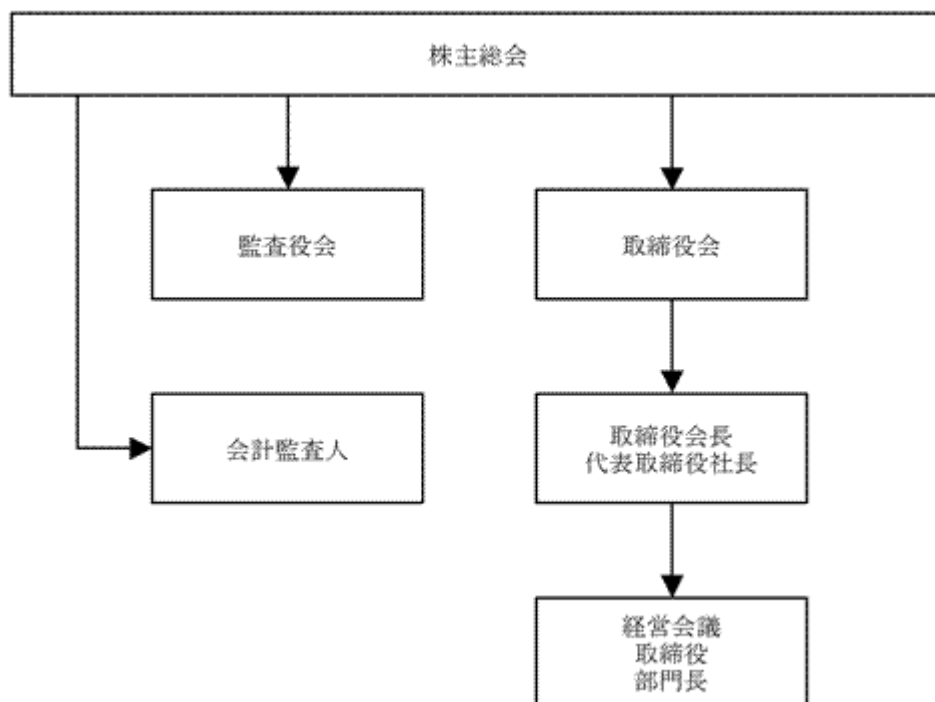 株主総会
監査役会
取締役会
会計監査人
取締役会長
代表取締役社長
経営会議
取締役
部門長